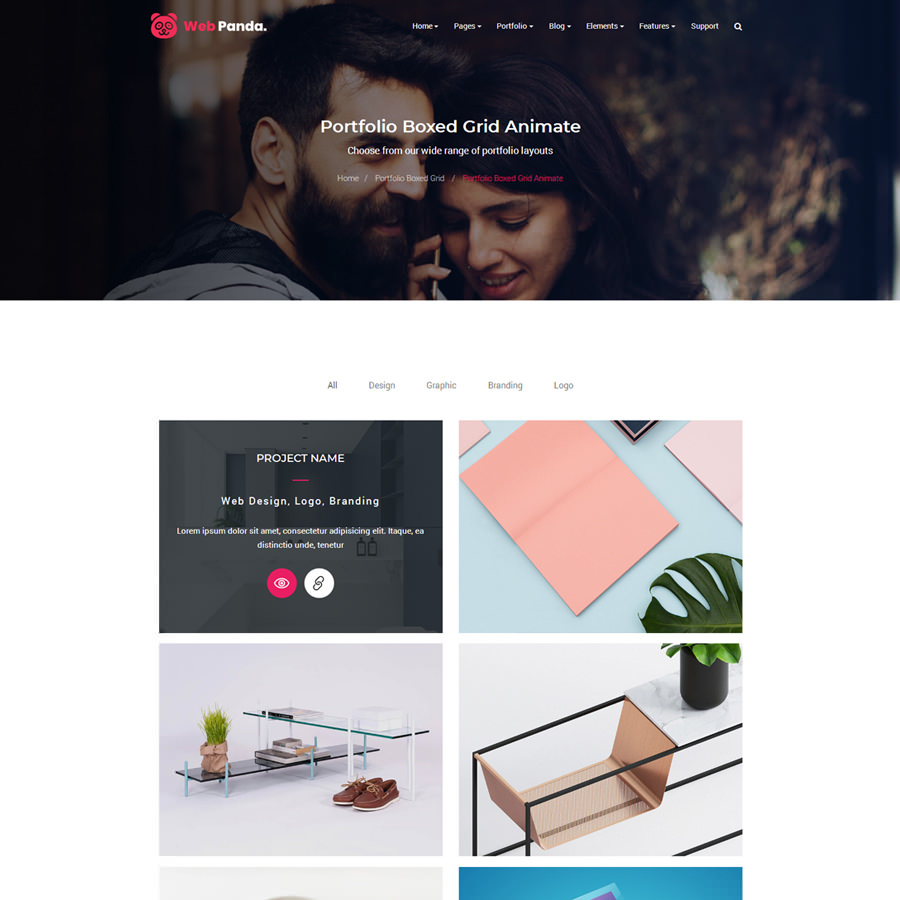 Web Panda.
Home Pages Portfolio Blog Elements Features Support
Portfolio Boxed Grid Animate
Choose from our wide range of portfolio layouts
Home / Portfolio Boxed Grid / Portfolio Boxed Grid Animate
All Design Graphic Branding Logo
PROJECT NAME
Web Design, Logo, Branding
Lorem ipsum dolor sit amet, consectetur adipisicing elit. Itaque, ea
distinctio unde, tenetur